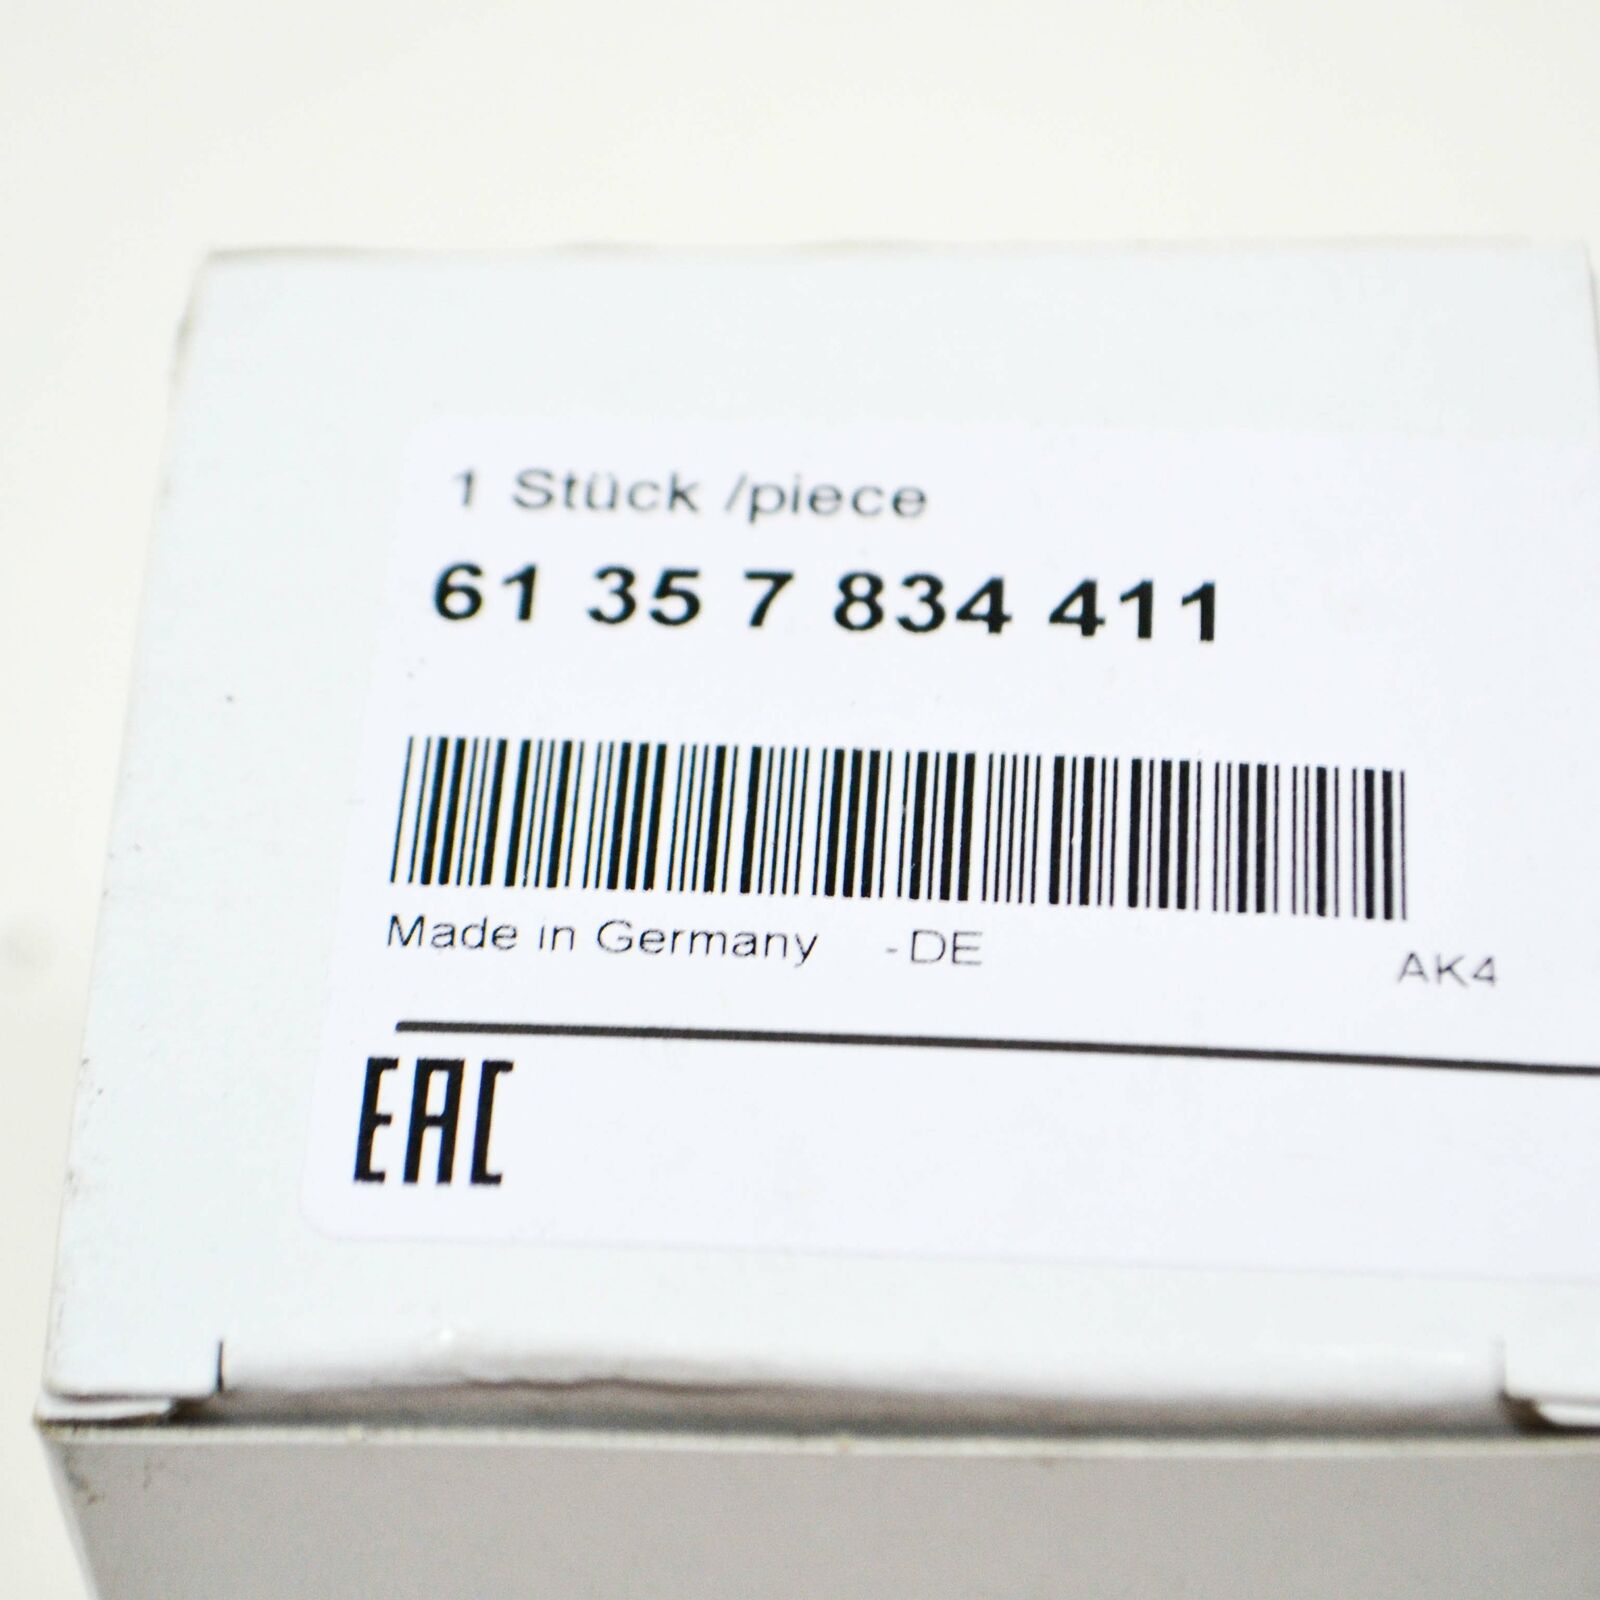 1 Stück /piece
61 35 7 834 411
Made in Germany - DE AK4
EAC